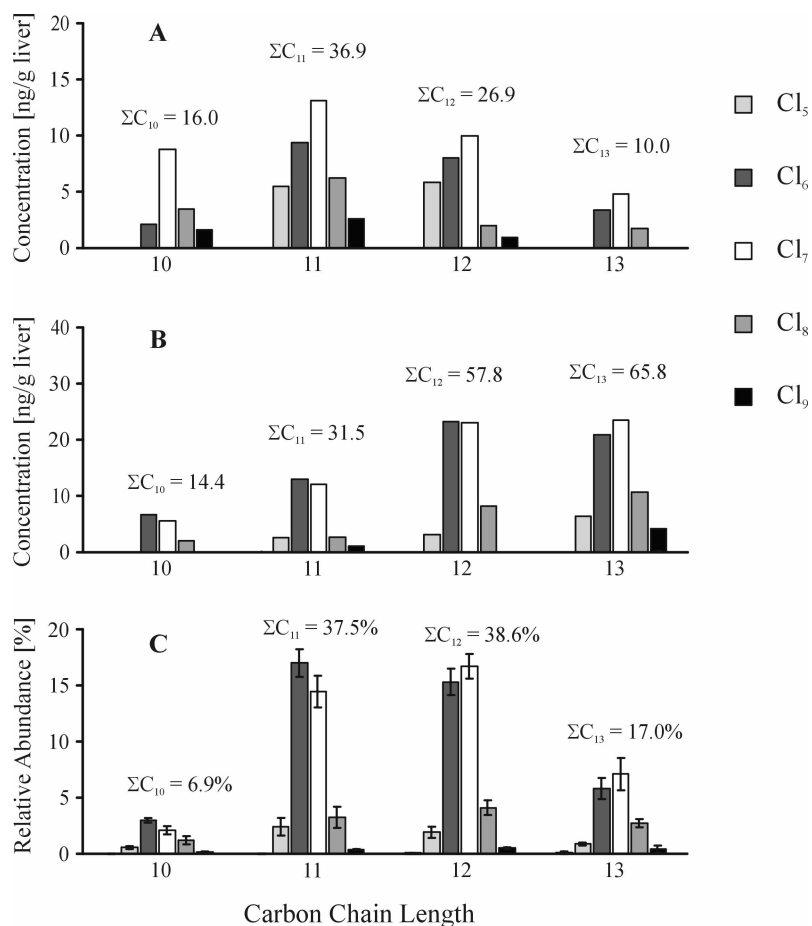 A
Concentration [ng/g liver]
20
15
10
5
0
ΣC₁₀ = 16.0
ΣC₁₁ = 36.9
ΣC₁₂ = 26.9
ΣC₁₃ = 10.0
10 11 12 13
Cl₅
Cl₆
Cl₇
Cl₈
Cl₉
B
Concentration [ng/g liver]
40
30
20
10
0
ΣC₁₀ = 14.4
ΣC₁₁ = 31.5
ΣC₁₂ = 57.8
ΣC₁₃ = 65.8
10 11 12 13
C
Relative Abundance [%]
20
15
10
5
0
ΣC₁₀ = 6.9%
ΣC₁₁ = 37.5%
ΣC₁₂ = 38.6%
ΣC₁₃ = 17.0%
10 11 12 13
Carbon Chain Length